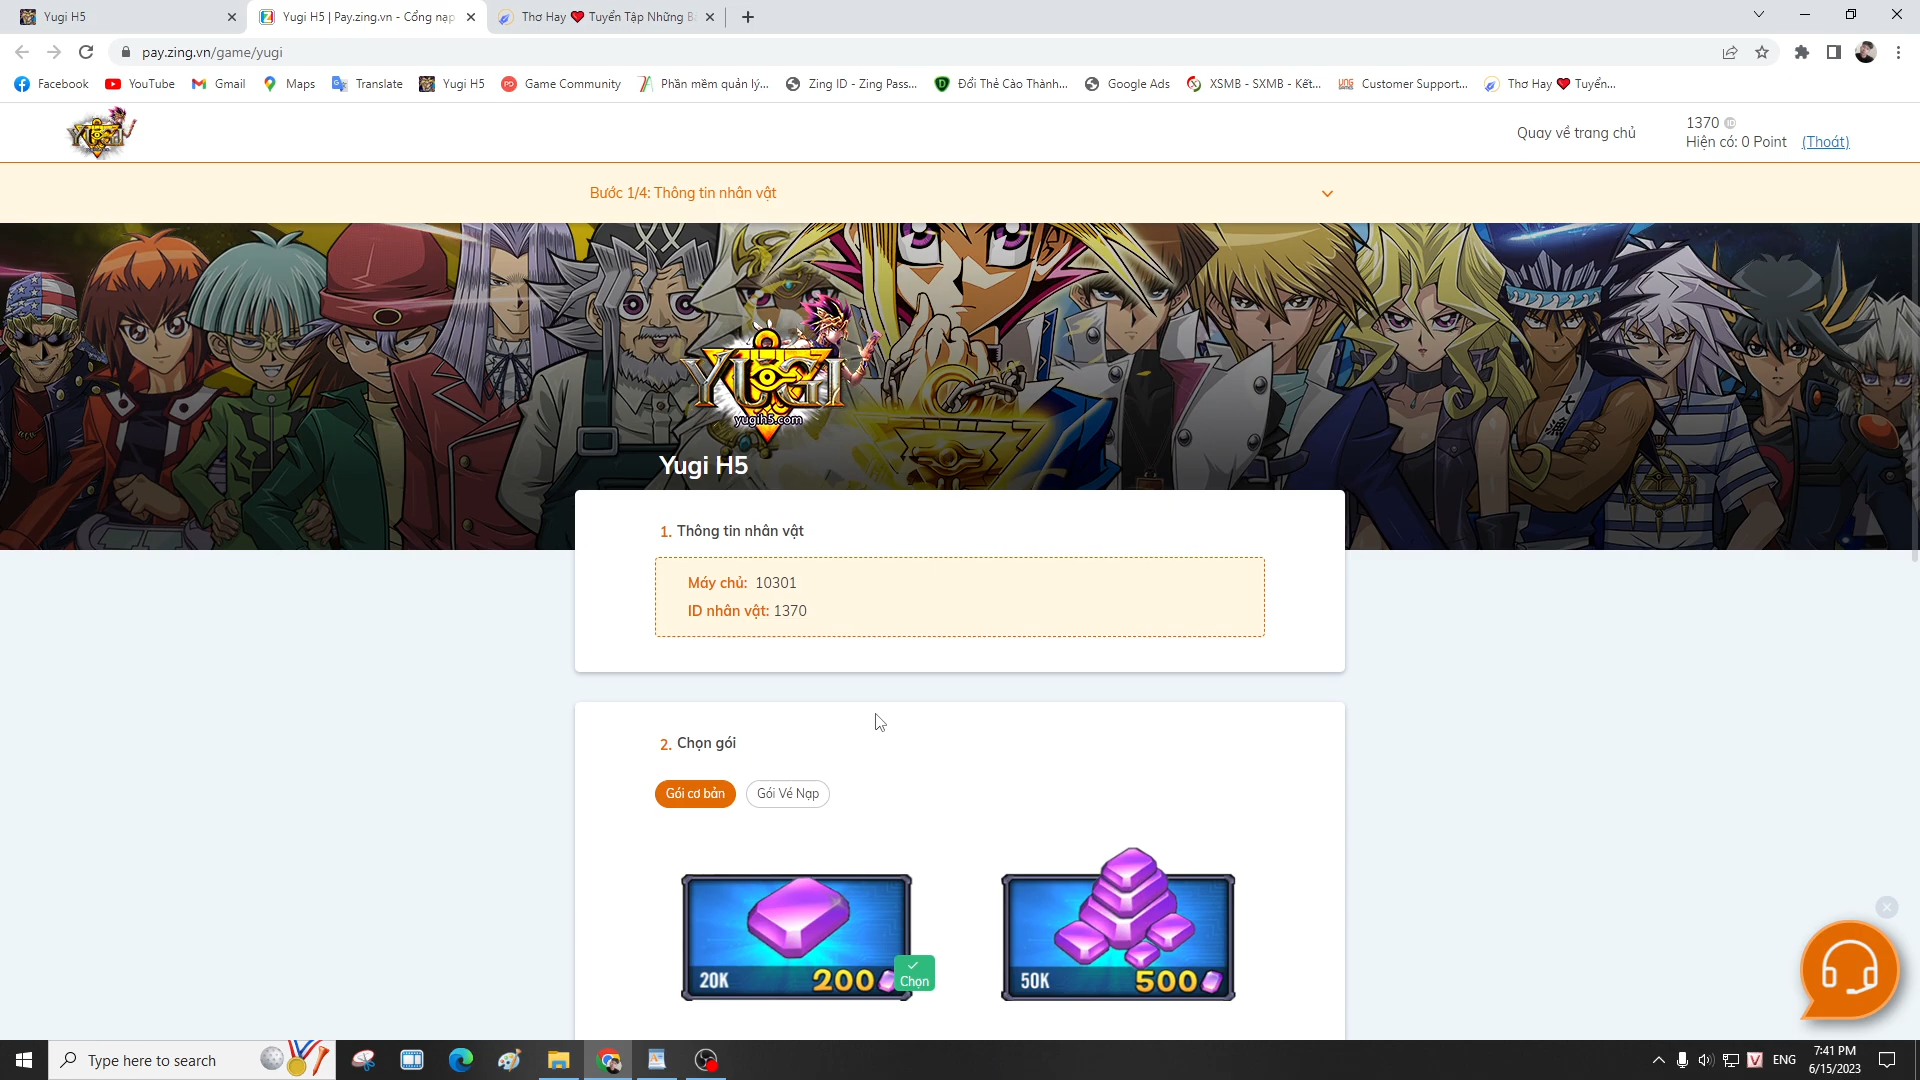 Yugi H5
Yugi H5 | Pay.zing.vn - Cổng nạp
Thơ Hay ❤️ Tuyển Tập Những
pay.zing.vn/game/yugi
Facebook
YouTube
Gmail
Maps
Translate
Yugi H5
Game Community
Phần mềm quản lý...
Zing ID - Zing Pass...
Đổi Thẻ Cào Thành...
Google Ads
XSMB - SXMB - Kết...
Customer Support...
Thơ Hay ❤️ Tuyển...
YUGI
Quay về trang chủ
1370
Hiện có: 0 Point (Thoát)
Bước 1/4: Thông tin nhân vật
YUGI
yugih5.com
Yugi H5
1. Thông tin nhân vật
Máy chủ: 10301
ID nhân vật: 1370
2. Chọn gói
Gói cơ bản
Gói Vé Nạp
20K 200
Chọn
50K 500
Type here to search
ENG
7:41 PM
6/15/2023